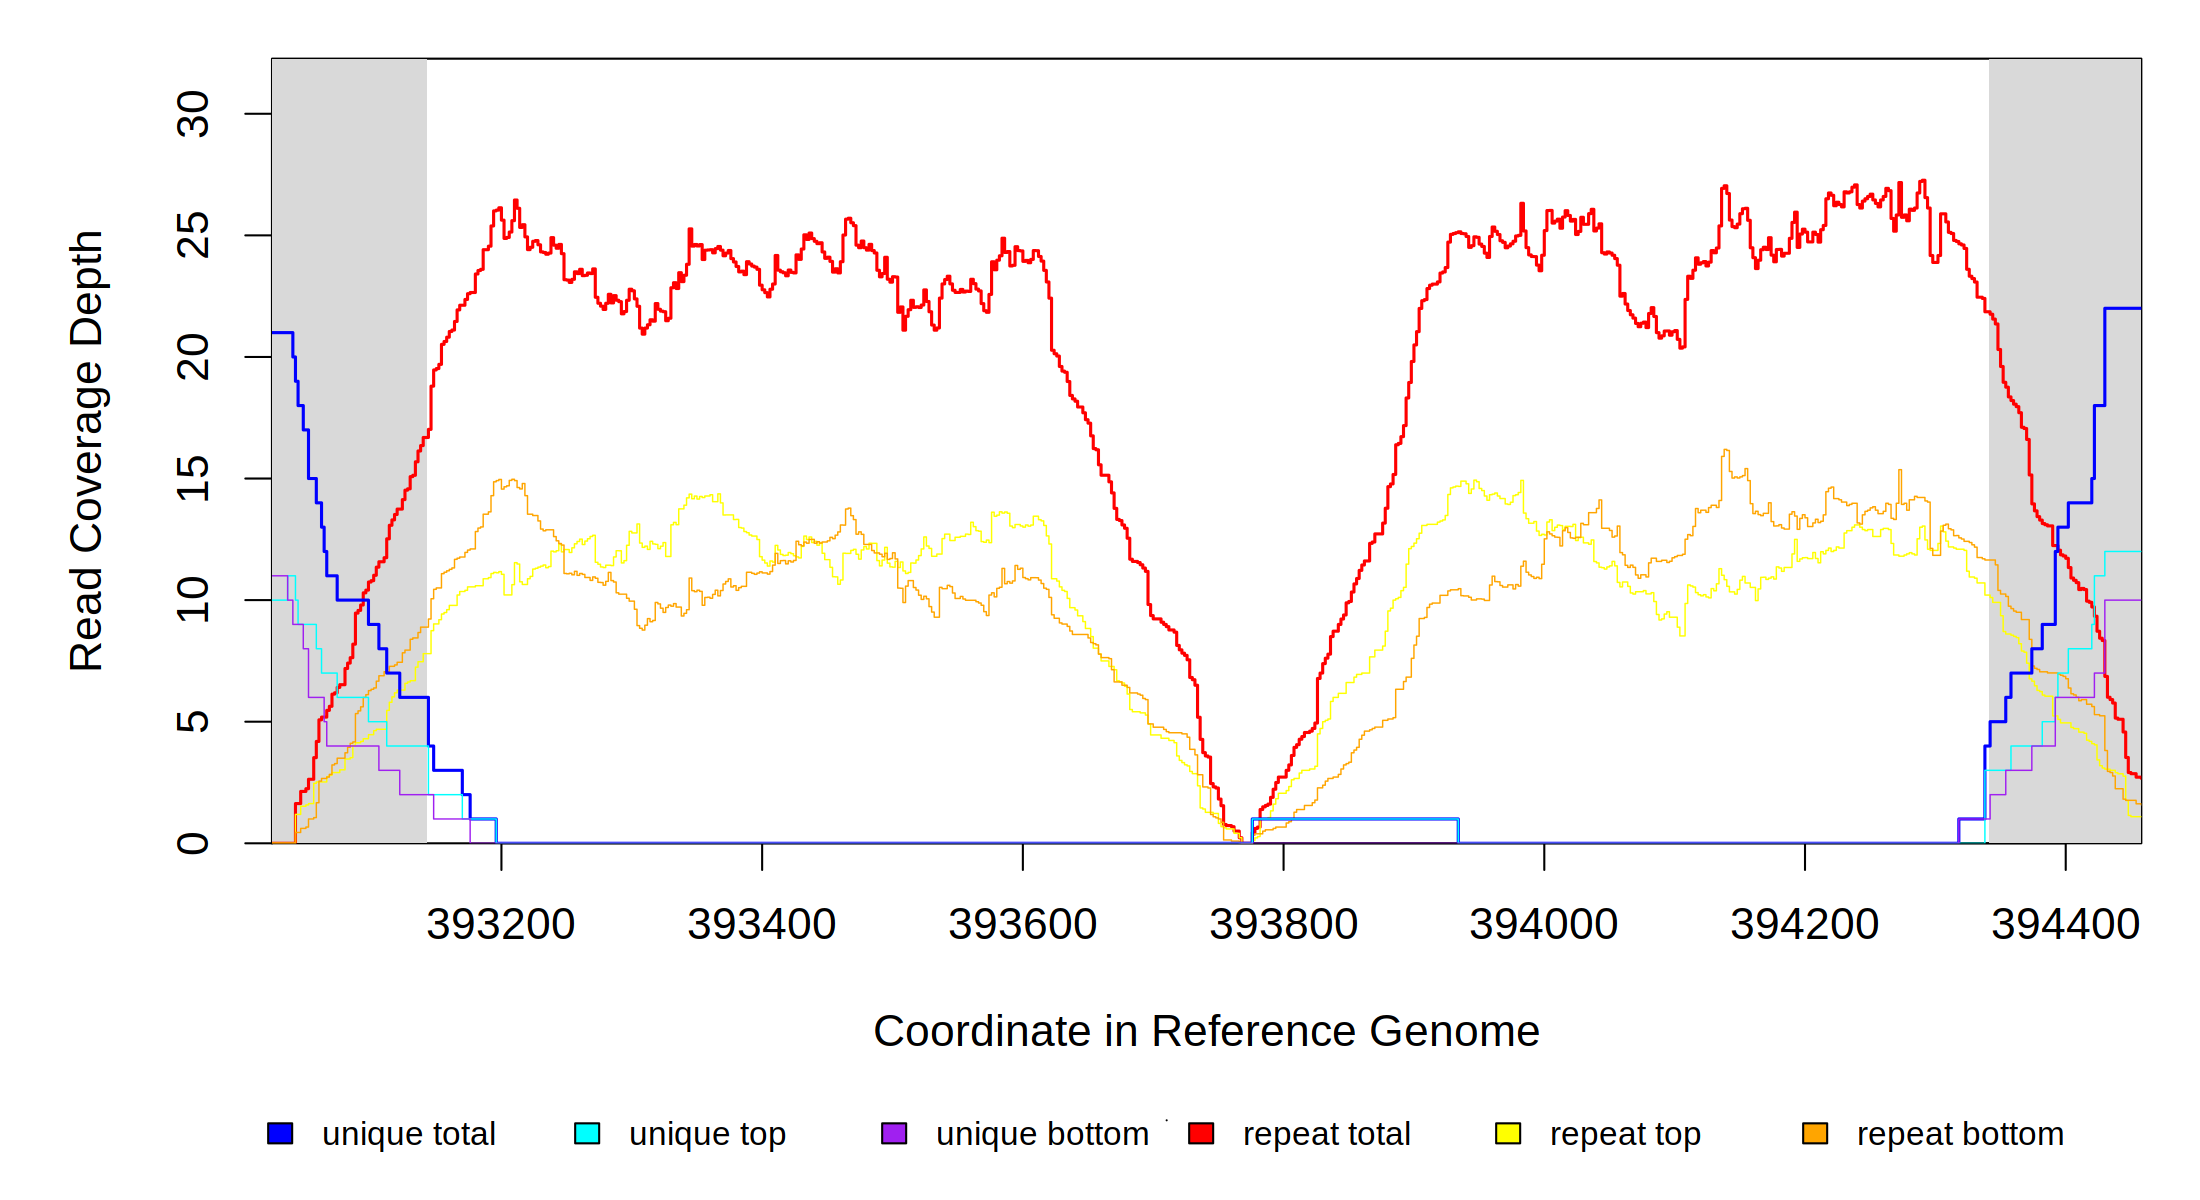 30
25
20
15
10
5
0
Read Coverage Depth
393200 393400 393600 393800 394000 394200 394400
Coordinate in Reference Genome
unique total unique top unique bottom repeat total repeat top repeat bottom